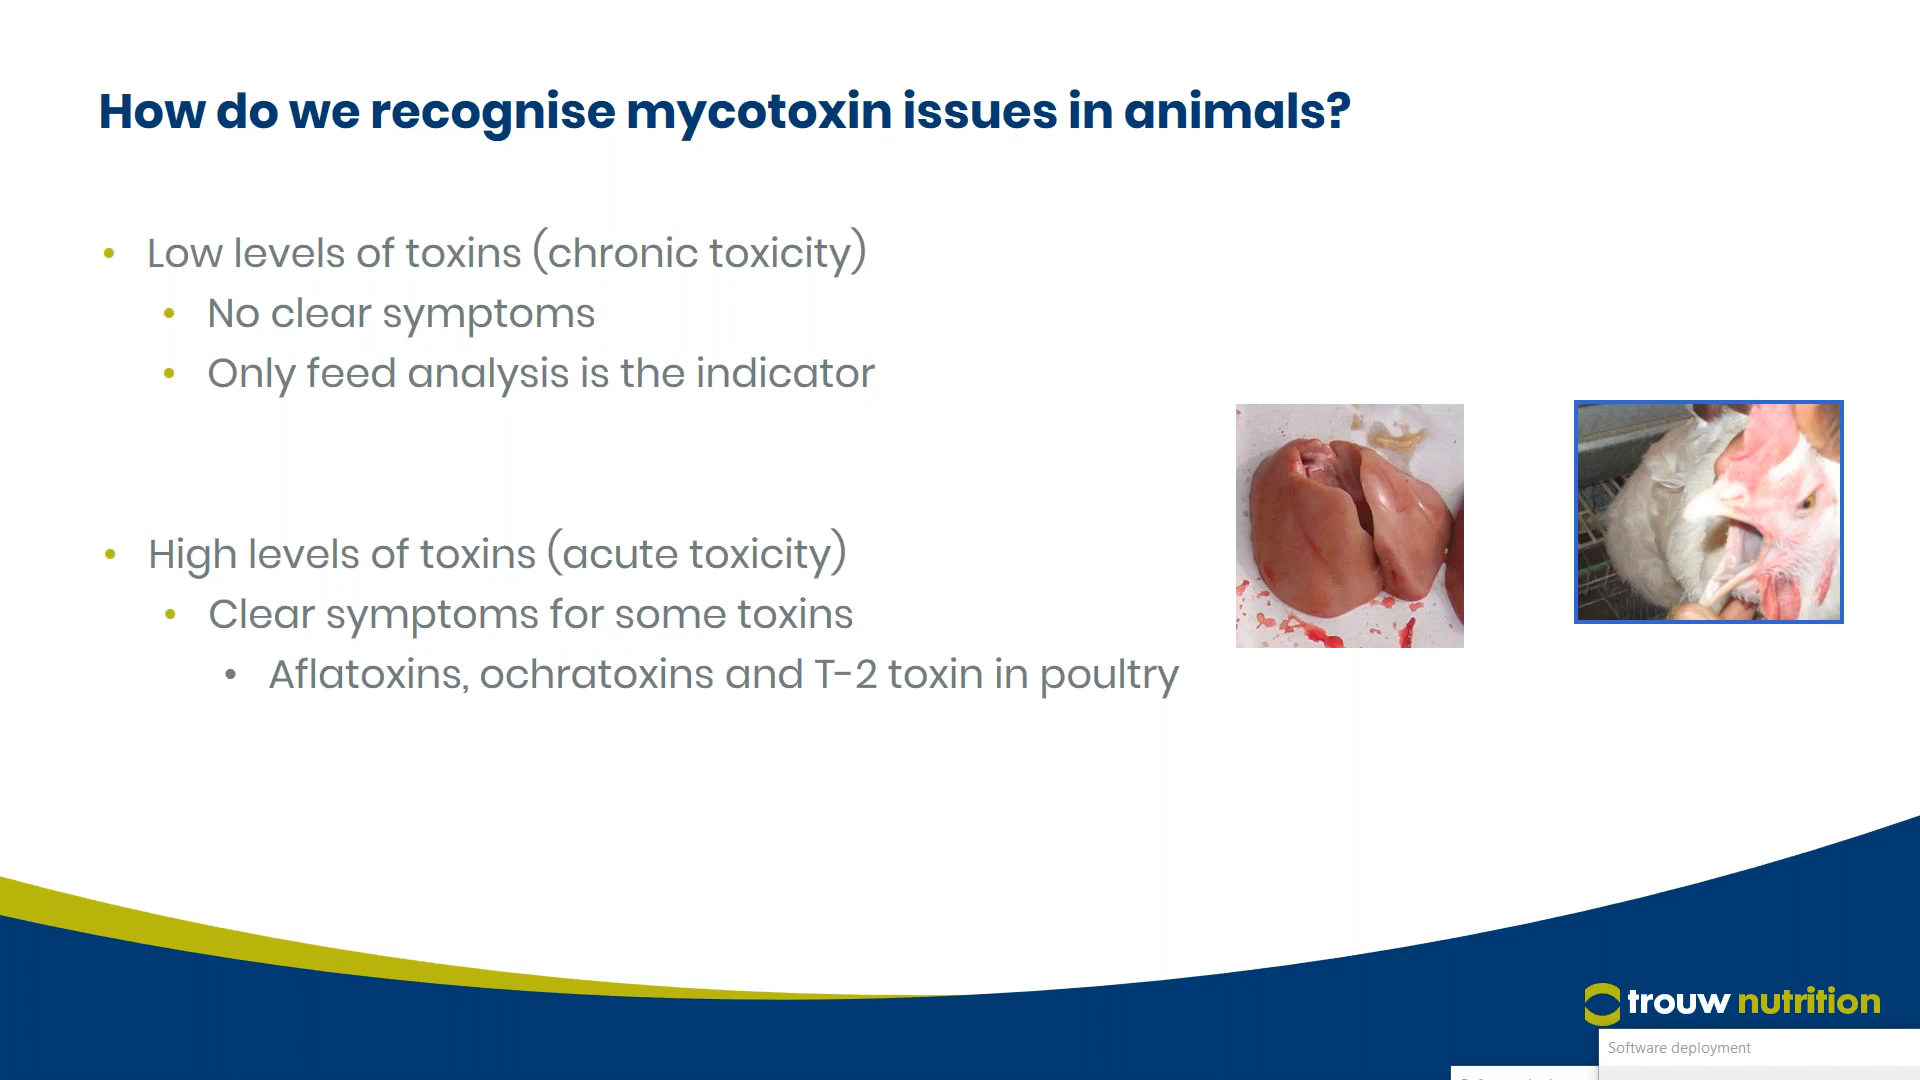 How do we recognise mycotoxin issues in animals?
• Low levels of toxins (chronic toxicity)
• No clear symptoms
• Only feed analysis is the indicator
• High levels of toxins (acute toxicity)
• Clear symptoms for some toxins
• Aflatoxins, ochratoxins and T-2 toxin in poultry
trouw nutrition
Software deployment